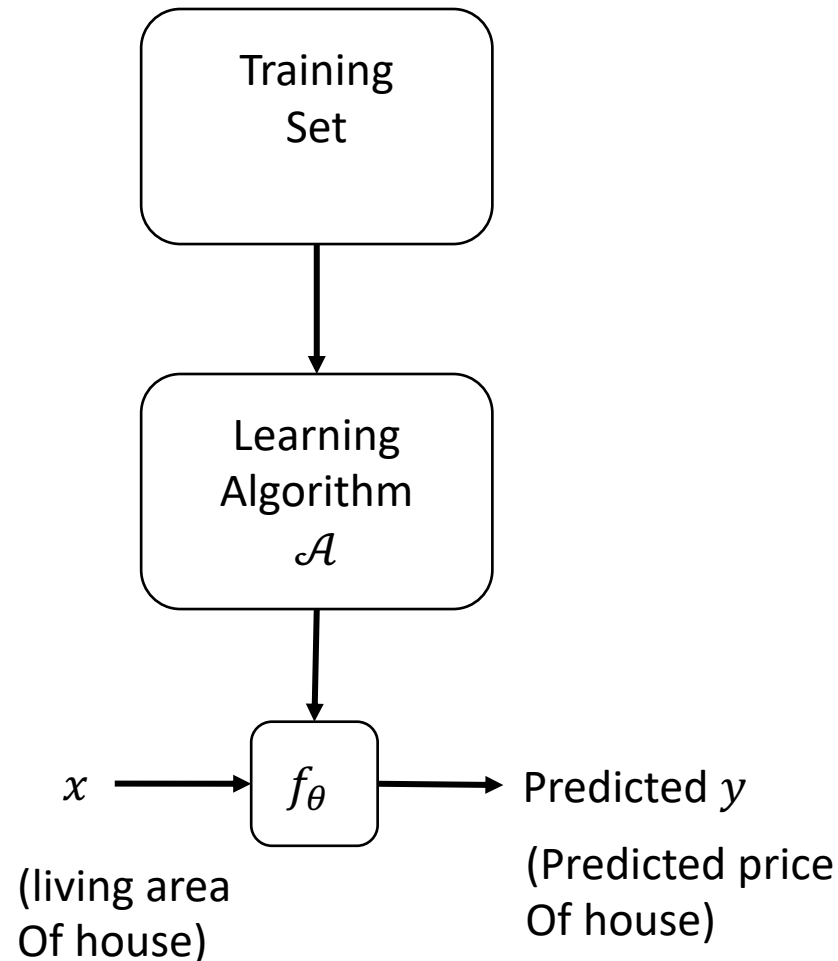 Training
Set
Learning
Algorithm
𝒜
x
f_θ
Predicted y
(living area
Of house)
(Predicted price
Of house)